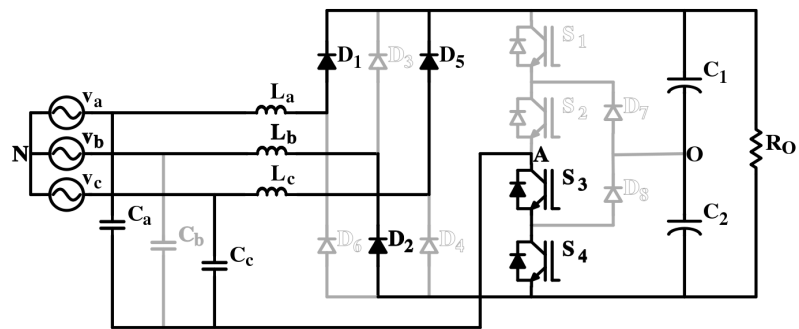 S1
D1 D3 D5
C1
va
La
S2
D7
N
vb
Lb
A
O
RO
vc
Lc
S3
D8
Ca
Cb
D6 D2 D4
C2
Cc
S4